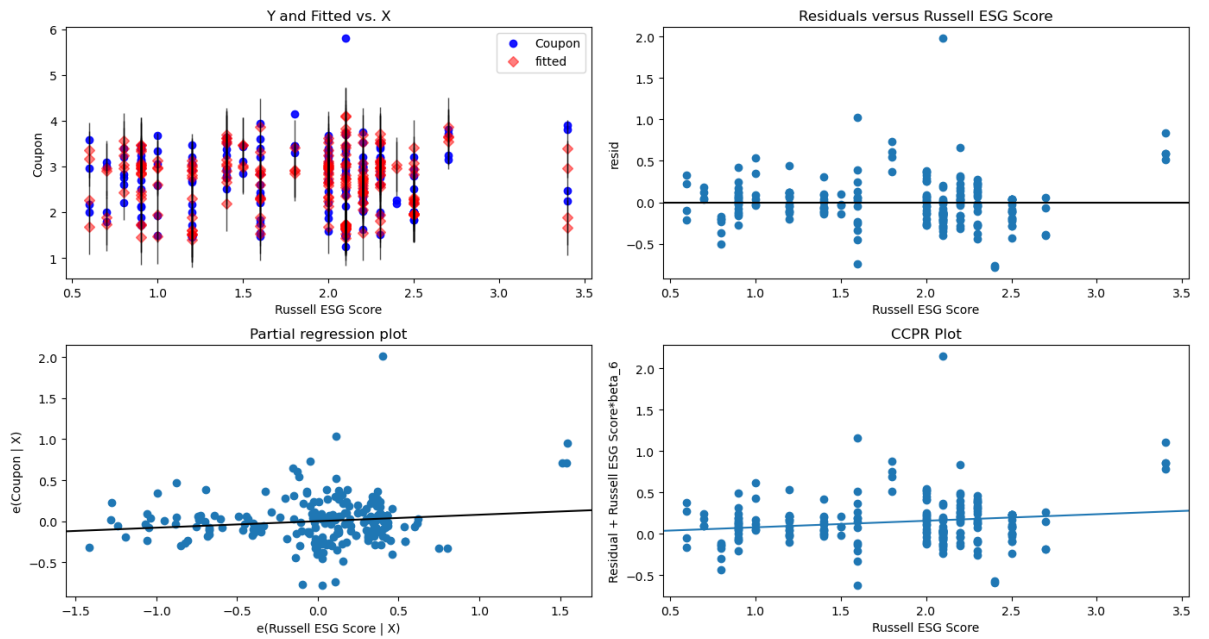 Y and Fitted vs. X
Coupon
6
5
4
3
2
1
Coupon
fitted
0.5 1.0 1.5 2.0 2.5 3.0 3.5
Russell ESG Score
Residuals versus Russell ESG Score
resid
2.0
1.5
1.0
0.5
0.0
−0.5
0.5 1.0 1.5 2.0 2.5 3.0 3.5
Russell ESG Score
Partial regression plot
e(Coupon | X)
2.0
1.5
1.0
0.5
0.0
−0.5
−1.5 −1.0 −0.5 0.0 0.5 1.0 1.5
e(Russell ESG Score | X)
CCPR Plot
Residual + Russell ESG Score*beta_6
2.0
1.5
1.0
0.5
0.0
−0.5
0.5 1.0 1.5 2.0 2.5 3.0 3.5
Russell ESG Score